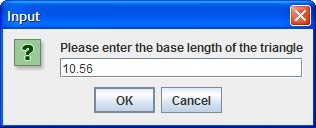 Input
Please enter the base length of the triangle
?
10.56
OK
Cancel